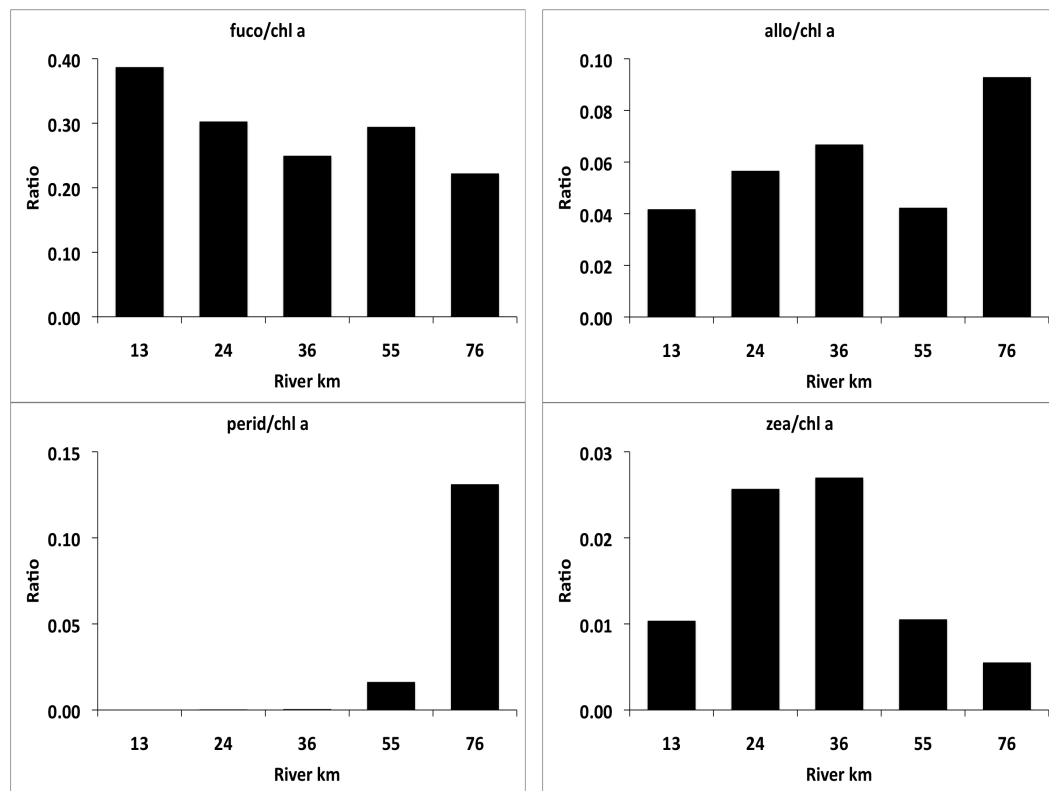 fuco/chl a
0.40
0.30
0.20
0.10
0.00
Ratio
13 24 36 55 76
River km
allo/chl a
0.10
0.08
0.06
0.04
0.02
0.00
Ratio
13 24 36 55 76
River km
perid/chl a
0.15
0.10
0.05
0.00
Ratio
13 24 36 55 76
River km
zea/chl a
0.03
0.02
0.01
0.00
Ratio
13 24 36 55 76
River km